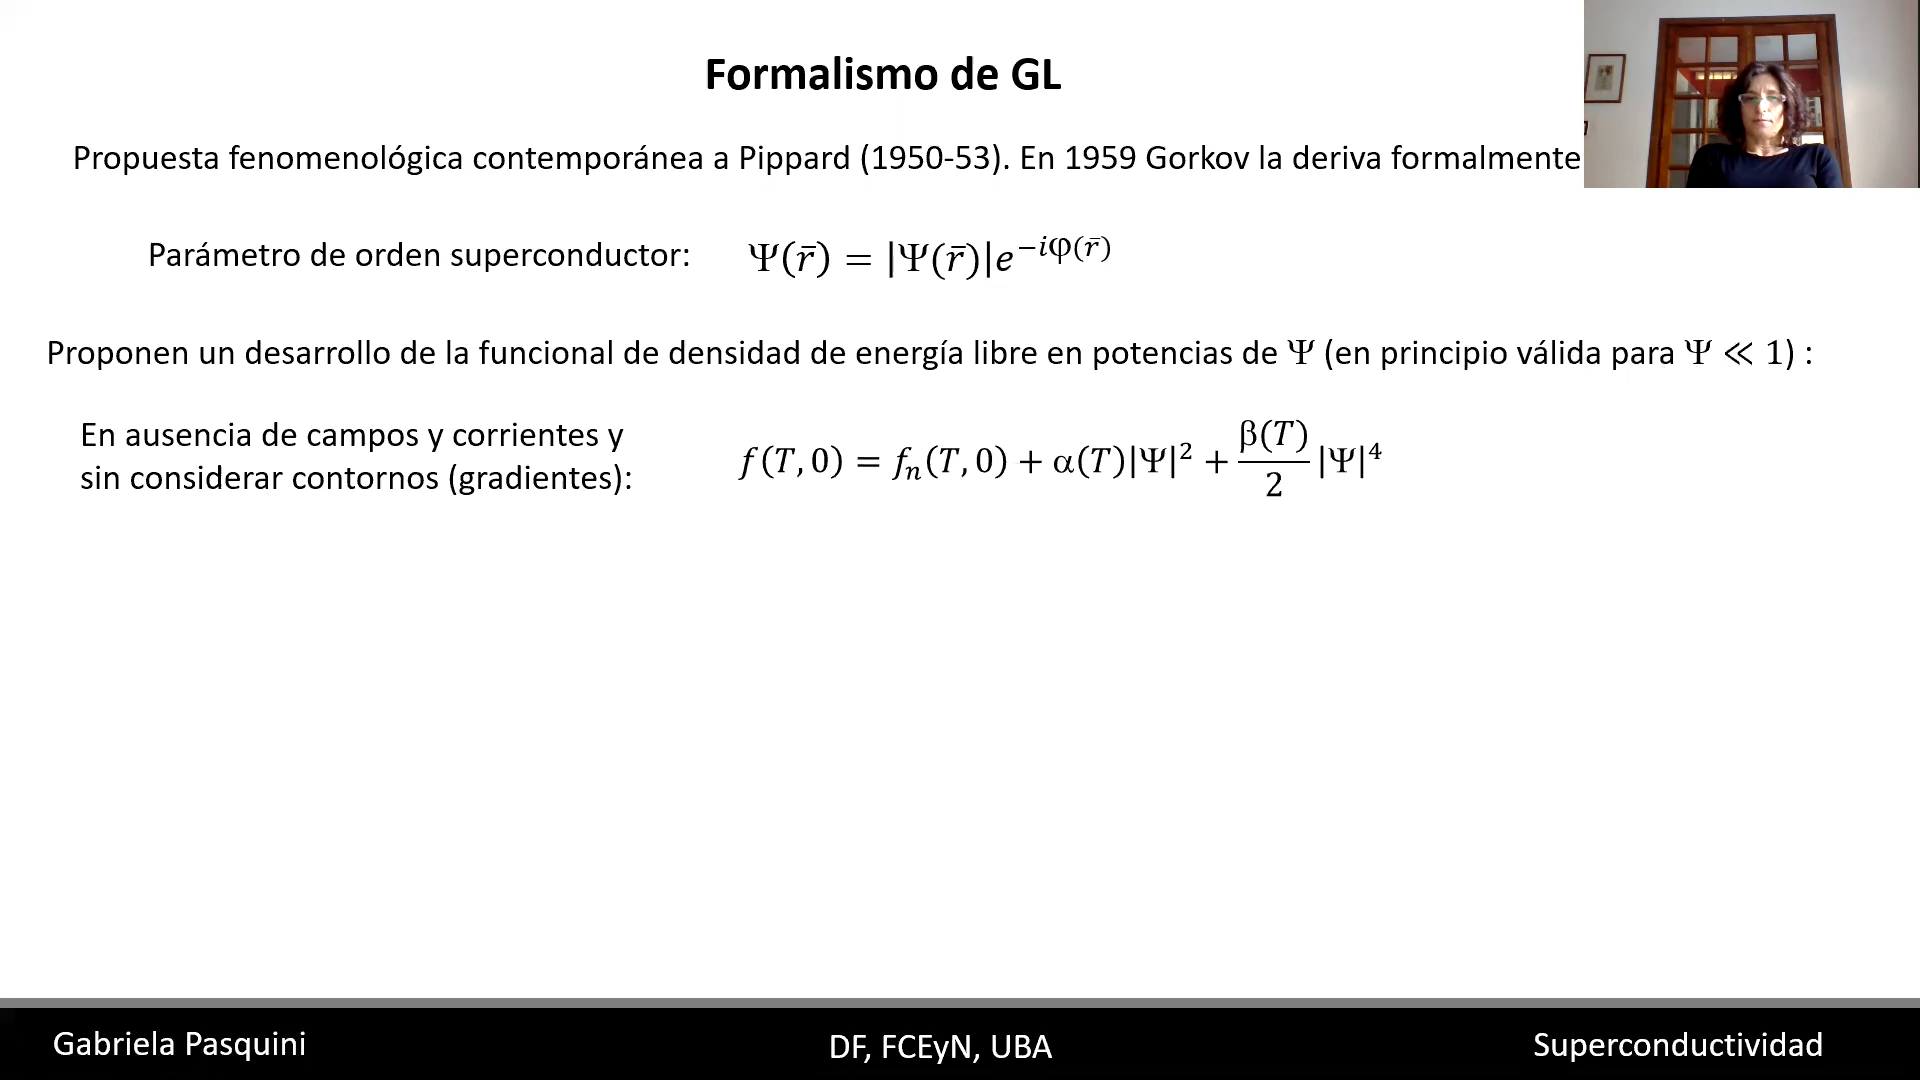 Formalismo de GL
Propuesta fenomenológica contemporánea a Pippard (1950-53). En 1959 Gorkov la deriva formalmente
Parámetro de orden superconductor: Ψ(r̄) = |Ψ(r̄)|e^{−iφ(r̄)}
Proponen un desarrollo de la funcional de densidad de energía libre en potencias de Ψ (en principio válida para Ψ ≪ 1) :
En ausencia de campos y corrientes y
sin considerar contornos (gradientes):
f(T, 0) = fₙ(T, 0) + α(T)|Ψ|² + β(T)/2 |Ψ|⁴
Gabriela Pasquini
DF, FCEyN, UBA
Superconductividad